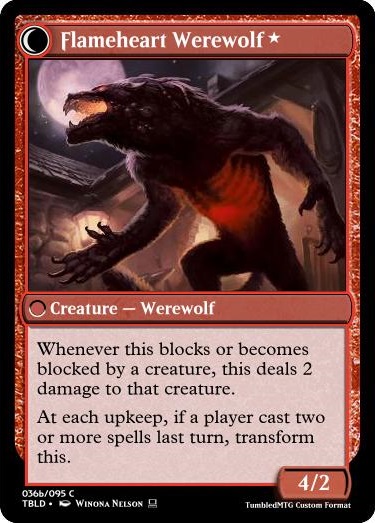 Flameheart Werewolf ★
Creature — Werewolf
Whenever this blocks or becomes
blocked by a creature, this deals 2
damage to that creature.
At each upkeep, if a player cast two
or more spells last turn, transform
this.
4/2
036b/095 C
TBLD • Winona Nelson
TumbledMTG Custom Format